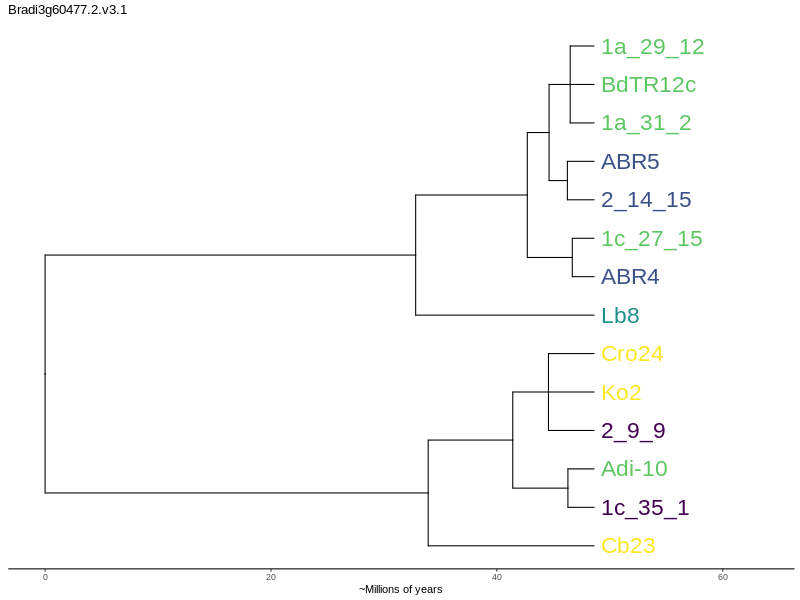 Bradi3g60477.2.v3.1
1a_29_12
BdTR12c
1a_31_2
ABR5
2_14_15
1c_27_15
ABR4
Lb8
Cro24
Ko2
2_9_9
Adi-10
1c_35_1
Cb23
0 20 40 60
~Millions of years